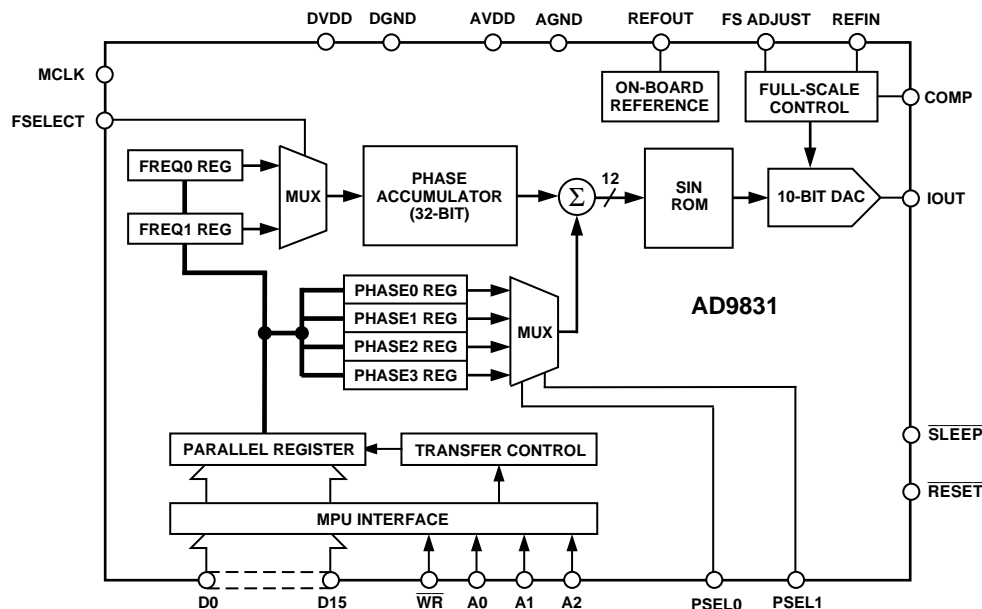 DVDD DGND AVDD AGND REFOUT FS ADJUST REFIN
MCLK
ON-BOARD
REFERENCE
FULL-SCALE
CONTROL
COMP
FSELECT
FREQ0 REG
MUX
PHASE
ACCUMULATOR
(32-BIT)
Σ
12
SIN
ROM
10-BIT DAC
IOUT
FREQ1 REG
PHASE0 REG
PHASE1 REG
PHASE2 REG
PHASE3 REG
MUX
AD9831
SLEEP
PARALLEL REGISTER
TRANSFER CONTROL
RESET
MPU INTERFACE
D0 D15 WR A0 A1 A2 PSEL0 PSEL1